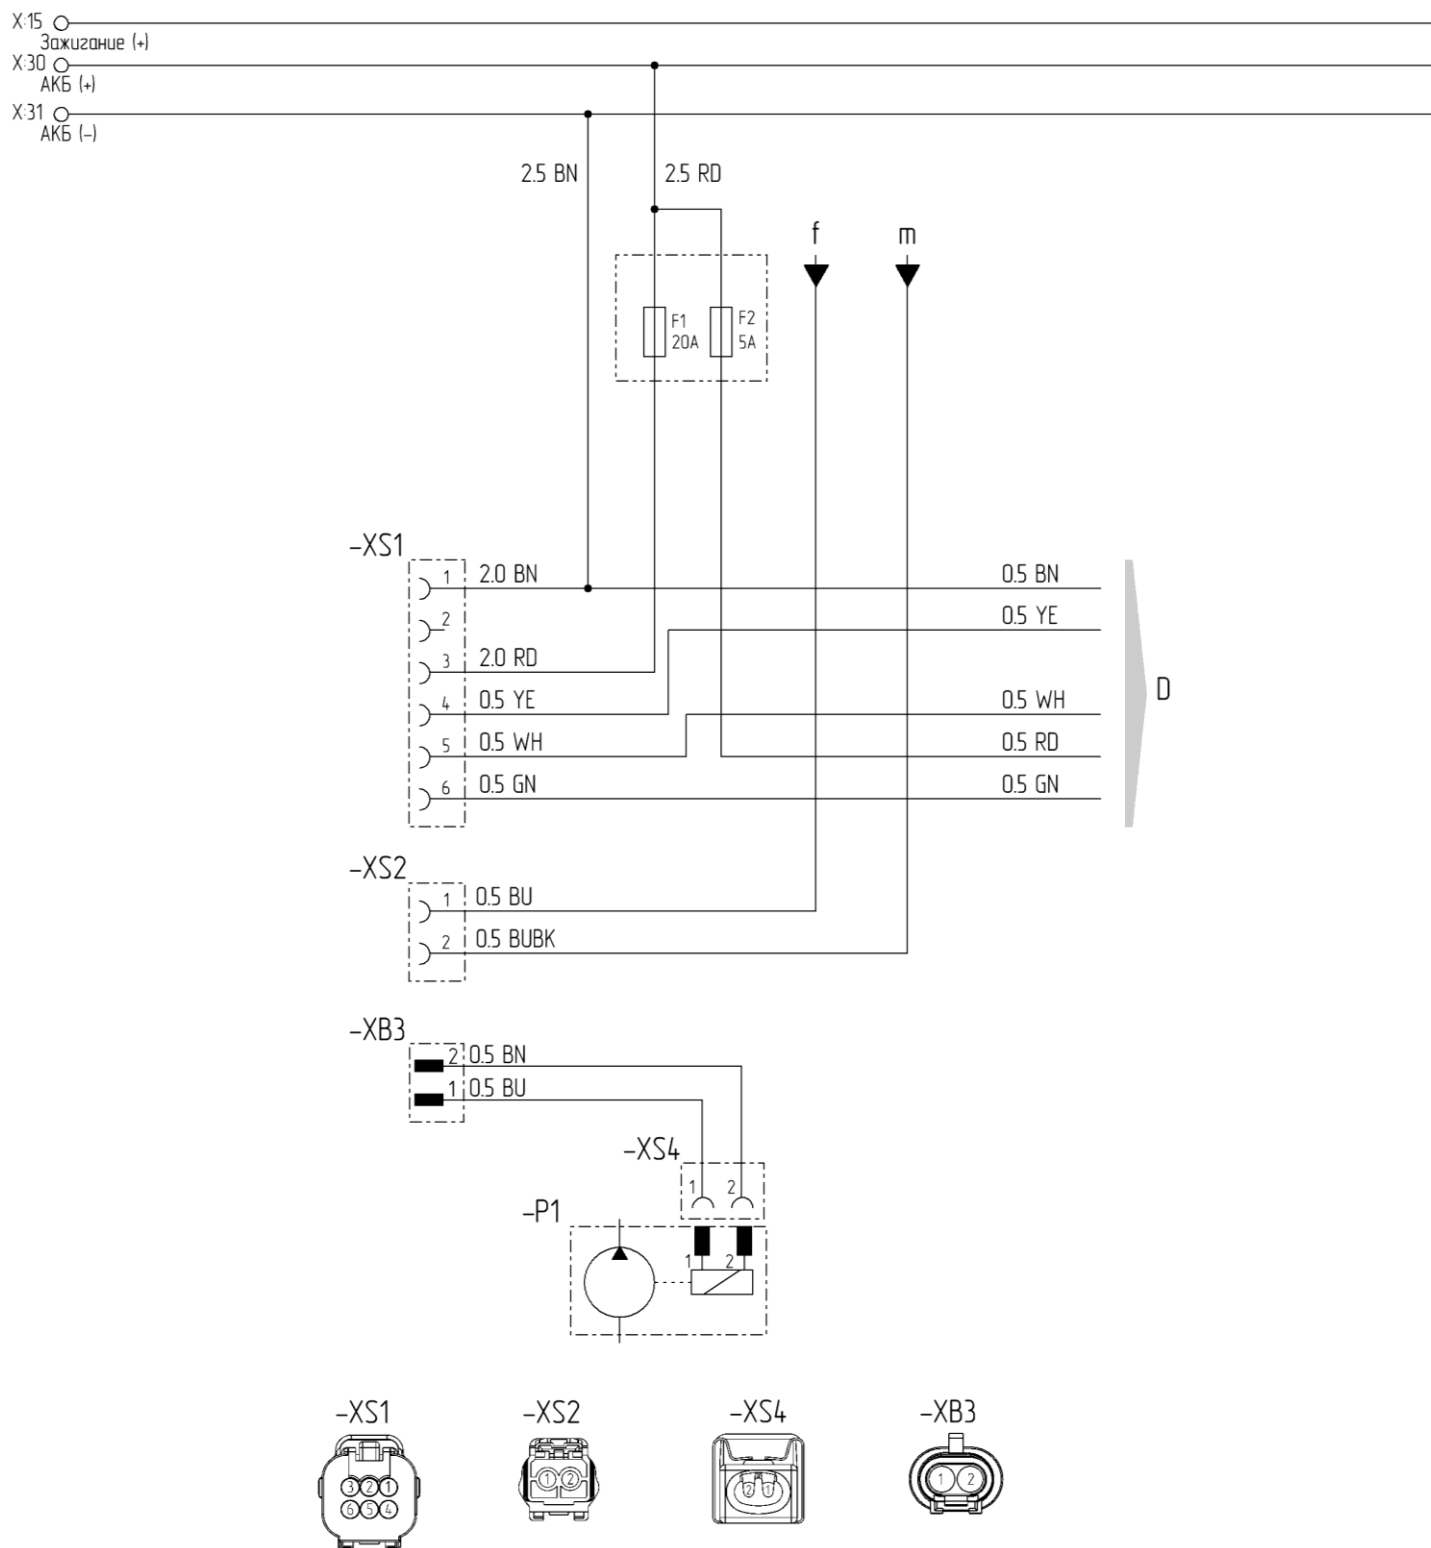 X:15
Зажигание (+)
X:30
АКБ (+)
X:31
АКБ (-)
2.5 BN
2.5 RD
f
m
F1
20A
F2
5A
-XS1
1
2.0 BN
0.5 BN
2
0.5 YE
3
2.0 RD
4
0.5 YE
0.5 WH
D
5
0.5 WH
0.5 RD
6
0.5 GN
0.5 GN
-XS2
1
0.5 BU
2
0.5 BUBK
-XB3
2
0.5 BN
1
0.5 BU
-XS4
1
2
-P1
1
2
-XS1
-XS2
-XS4
-XB3
3 2 1
6 5 4
1 2
2 1
1 2